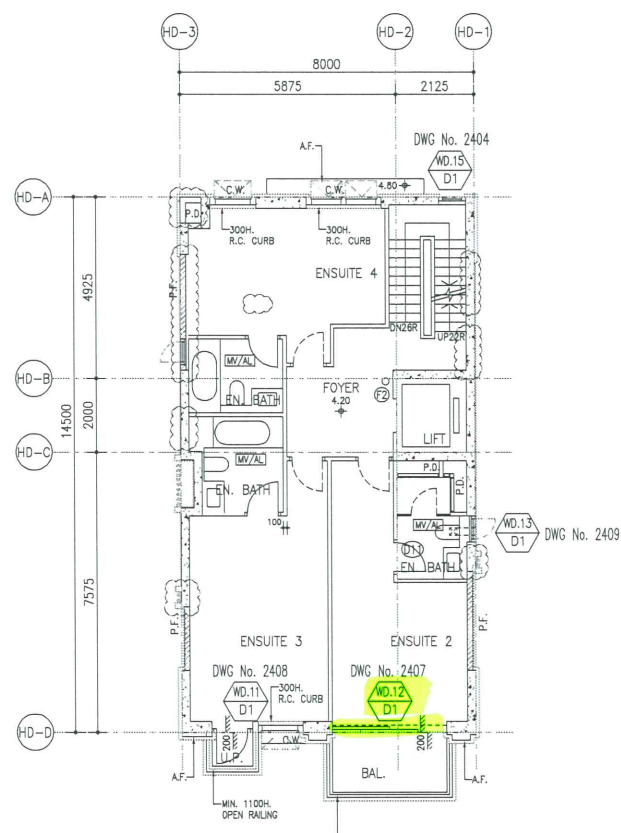 HD-3
HD-2
HD-1
8000
5875
2125
DWG No. 2404
A.F.
WD.15
D1
C.W.
C.W.
4.80
HD-A
P.D.
300H.
R.C. CURB
300H.
R.C. CURB
ENSUITE 4
4925
P.F.
DN26R
UP22R
MV/AL
HD-B
FOYER
4.20
F2
EN. BATH
14500
2000
LIFT
HD-C
MV/AL
P.D.
EN. BATH
P.D.
100
MV/AL
WD.13
D1
DWG No. 2409
D11
EN. BATH
7575
P.F.
P.F.
ENSUITE 3
ENSUITE 2
DWG No. 2408
DWG No. 2407
WD.11
D1
300H.
R.C. CURB
WD.12
D1
HD-D
200
C.W.
200
U.P.
A.F.
BAL.
A.F.
MIN. 1100H.
OPEN RAILING